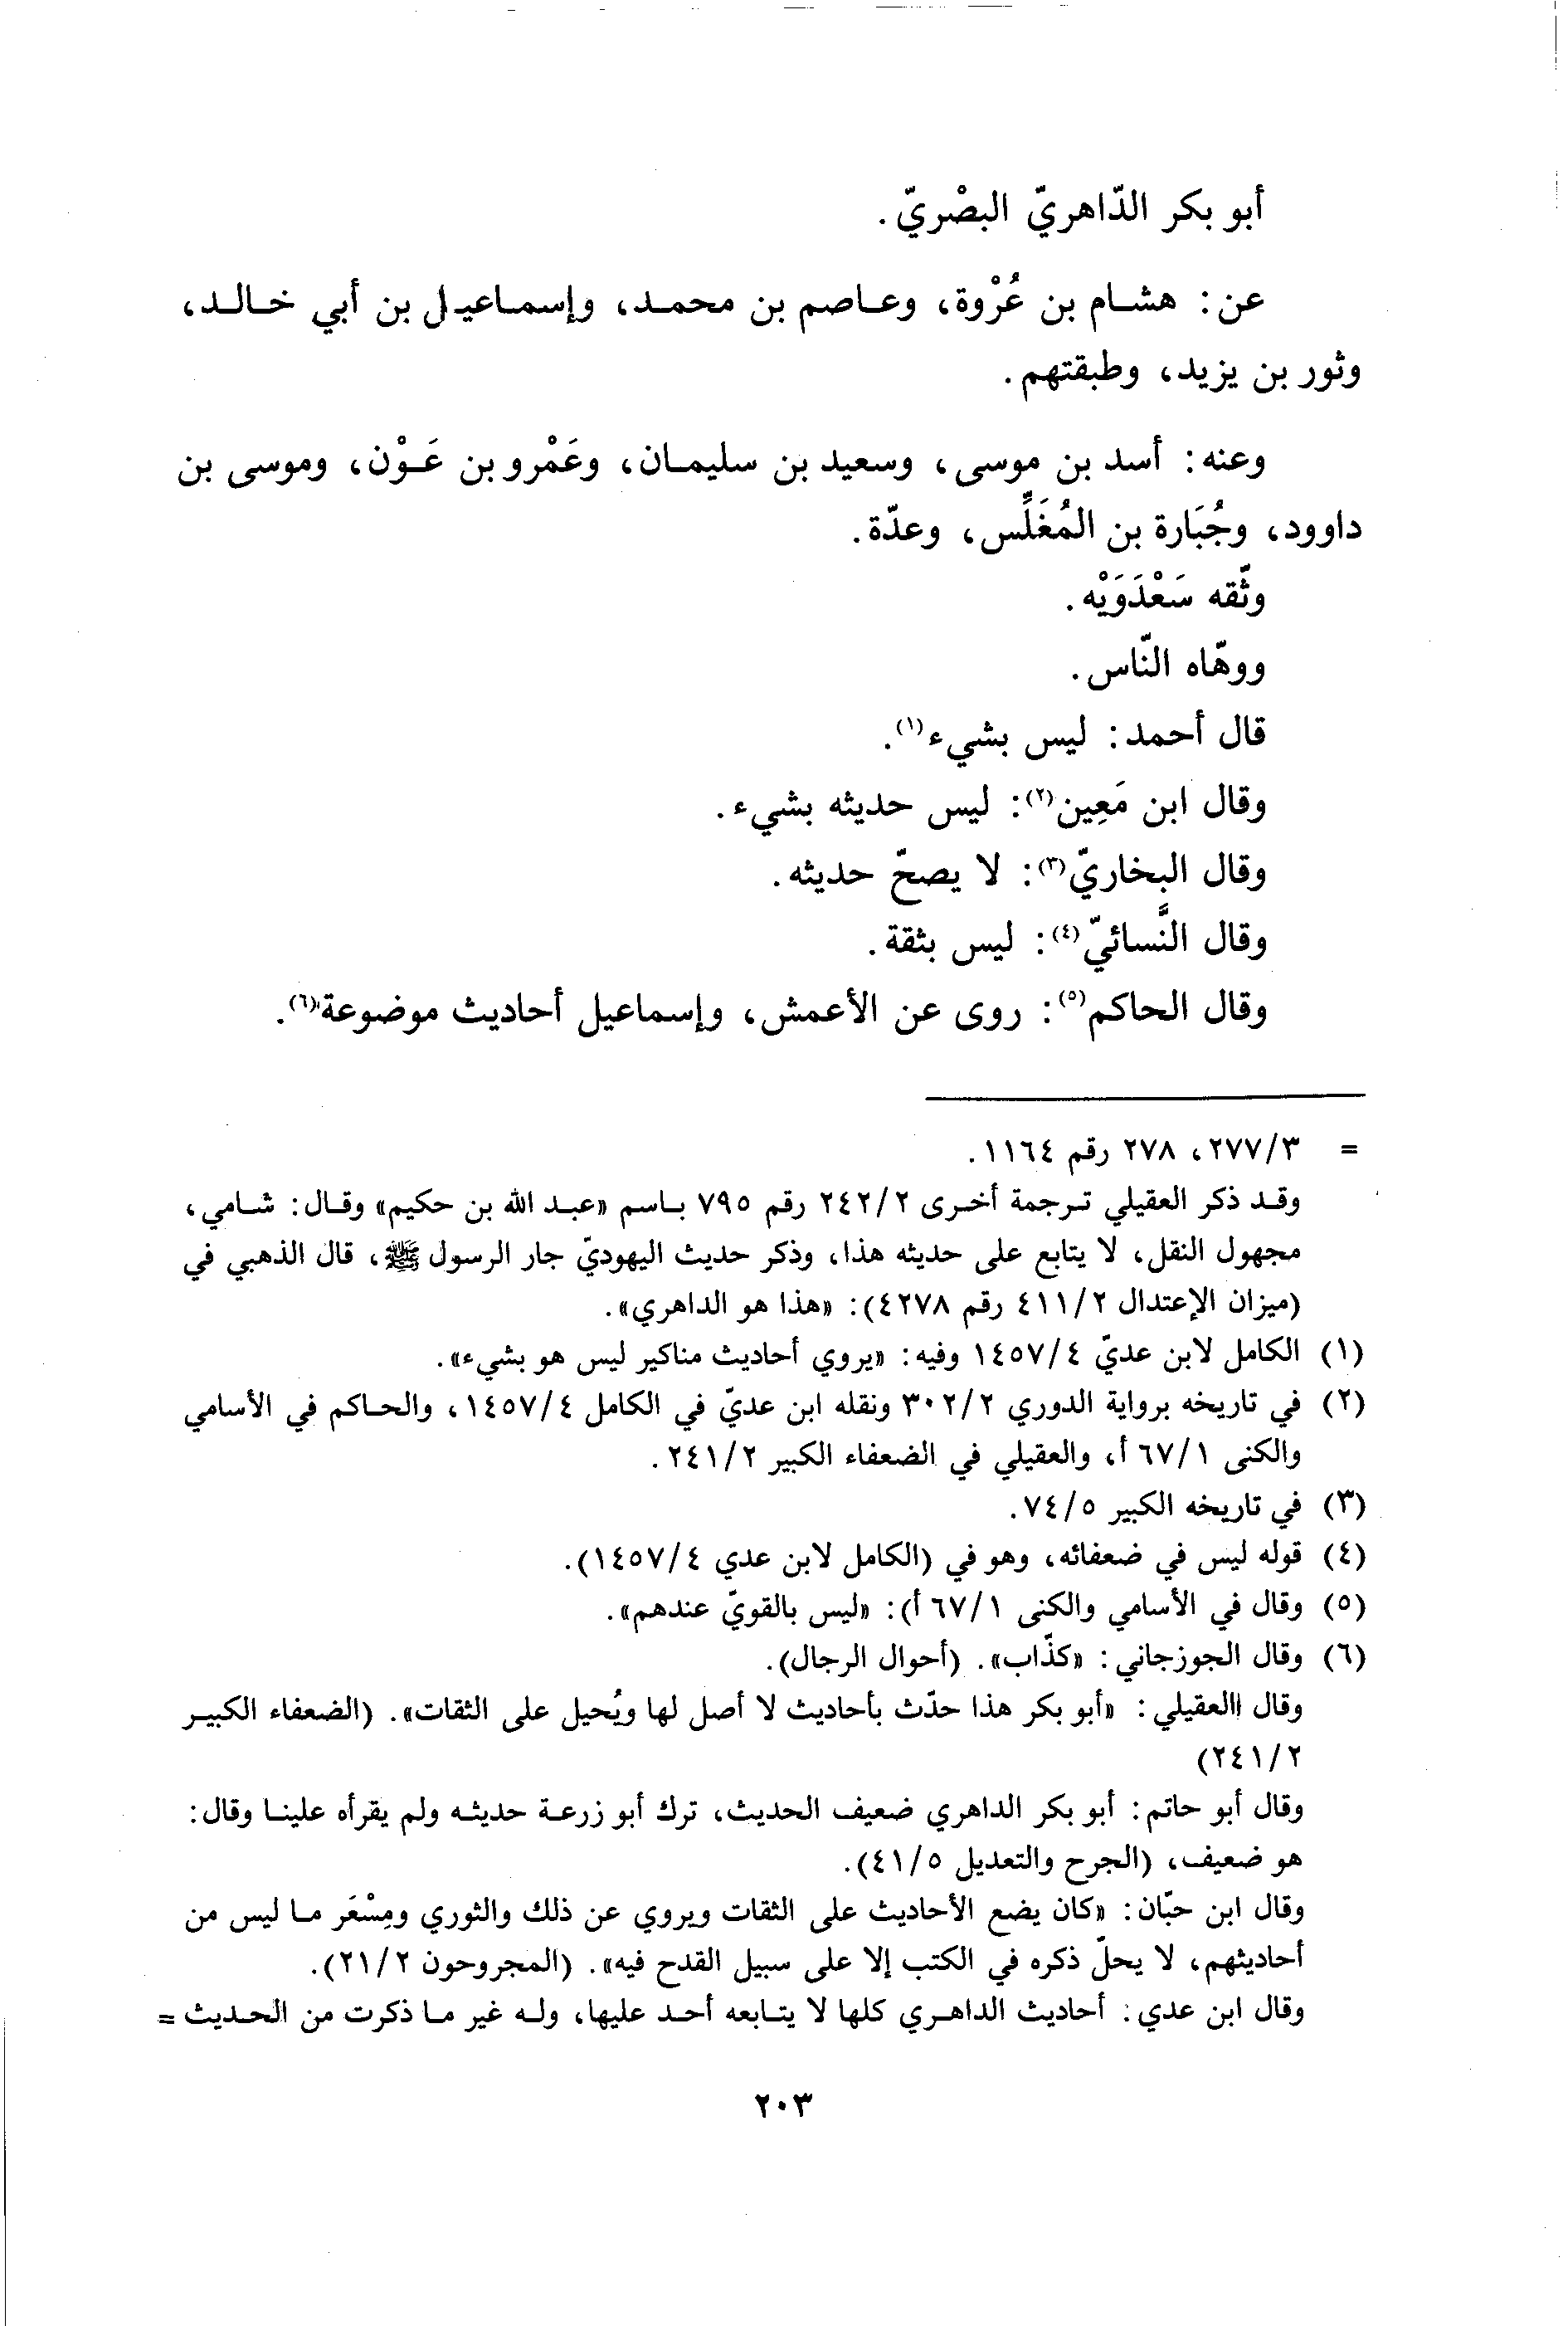 أبو بكر الدّاهريّ البصْريّ.
عن: هشام بن عُرْوة، وعاصم بن محمد، وإسماعيل بن أبي خالد،
وثور بن يزيد، وطبقتهم.
وعنه: أسد بن موسى، وسعيد بن سليمان، وعَمْرو بن عَوْن، وموسى بن
داوود، وجُبَارة بن المُغَلِّس، وعدّة.
وثّقه سَعْدَوَيْه.
ووهّاه النّاس.
قال أحمد: ليس بشيء(١).
وقال ابن مَعِين(٢): ليس حديثه بشيء.
وقال البخاريّ(٣): لا يصحّ حديثه.
وقال النَّسائيّ(٤): ليس بثقة.
وقال الحاكم(٥): روى عن الأعمش، وإسماعيل أحاديث موضوعة(٦).
= ٢٧٧/٣، ٢٧٨ رقم ١١٦٤.
وقد ذكر العقيلي ترجمة أخرى ٢٤٢/٢ رقم ٧٩٥ باسم «عبد الله بن حكيم» وقال: شامي،
مجهول النقل، لا يتابع على حديثه هذا، وذكر حديث اليهوديّ جار الرسول ﷺ، قال الذهبي في
(ميزان الإعتدال ٤١١/٢ رقم ٤٢٧٨): «هذا هو الداهري».
(١) الكامل لابن عديّ ١٤٥٧/٤ وفيه: «يروي أحاديث مناكير ليس هو بشيء».
(٢) في تاريخه برواية الدوري ٣٠٢/٢ ونقله ابن عديّ في الكامل ١٤٥٧/٤، والحاكم في الأسامي
والكنى ٦٧/١ أ، والعقيلي في الضعفاء الكبير ٢٤١/٢.
(٣) في تاريخه الكبير ٧٤/٥.
(٤) قوله ليس في ضعفائه، وهو في (الكامل لابن عدي ١٤٥٧/٤).
(٥) وقال في الأسامي والكنى ٦٧/١ أ): «ليس بالقويّ عندهم».
(٦) وقال الجوزجاني: «كذّاب». (أحوال الرجال).
وقال االعقيلي: «أبو بكر هذا حدّث بأحاديث لا أصل لها ويُحيل على الثقات». (الضعفاء الكبير
٢٤١/٢)
وقال أبو حاتم: أبو بكر الداهري ضعيف الحديث، ترك أبو زرعة حديثه ولم يقرأه علينا وقال:
هو ضعيف، (الجرح والتعديل ٤١/٥).
وقال ابن حبّان: «كان يضع الأحاديث على الثقات ويروي عن ذلك والثوري ومِسْعَر ما ليس من
أحاديثهم، لا يحلّ ذكره في الكتب إلا على سبيل القدح فيه». (المجروحون ٢١/٢).
وقال ابن عدي: أحاديث الداهري كلها لا يتابعه أحد عليها، وله غير ما ذكرت من الحديث =
٢٠٣